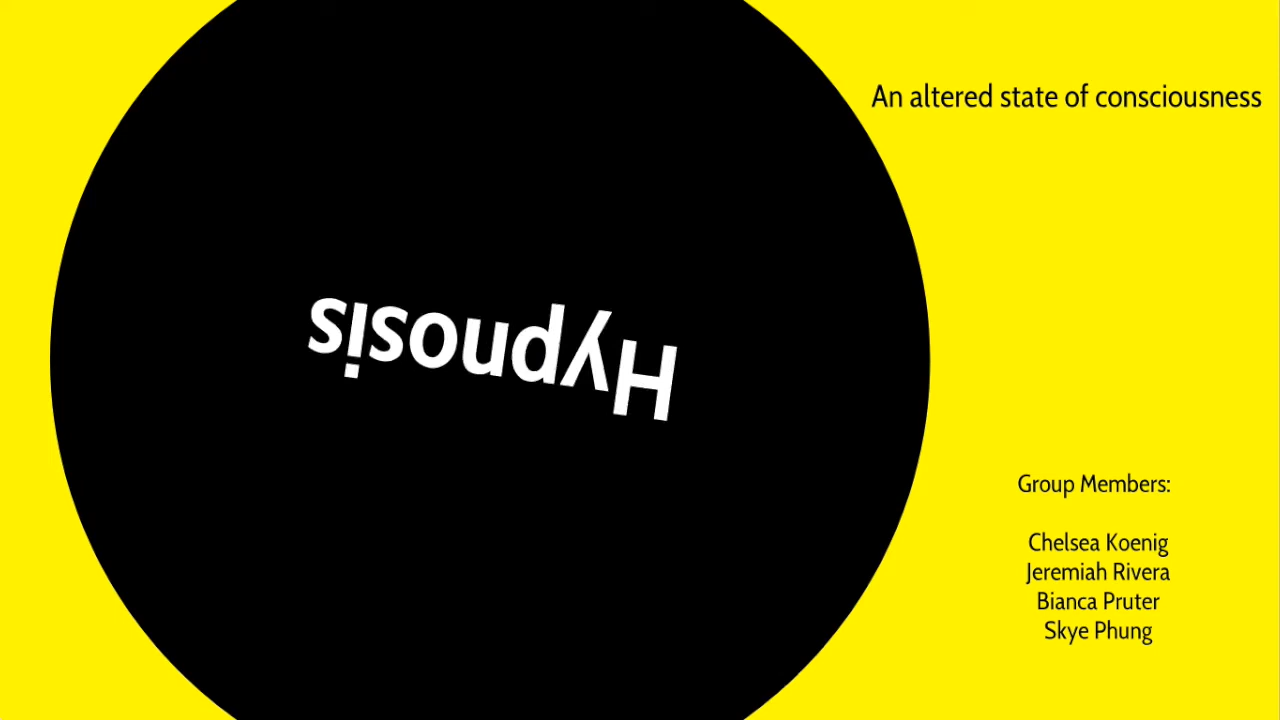 An altered state of consciousness
Hypnosis
Group Members:
Chelsea Koenig
Jeremiah Rivera
Bianca Pruter
Skye Phung